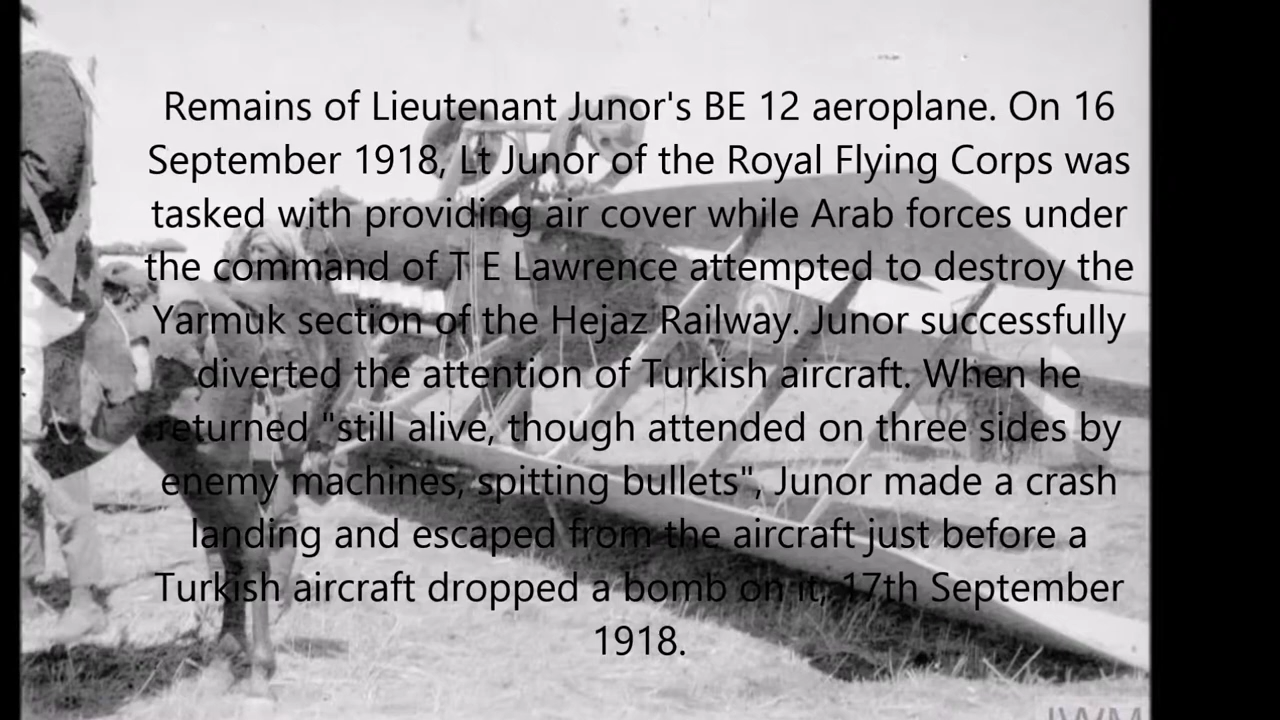 Remains of Lieutenant Junor's BE 12 aeroplane. On 16
September 1918, Lt Junor of the Royal Flying Corps was
tasked with providing air cover while Arab forces under
the command of T E Lawrence attempted to destroy the
Yarmuk section of the Hejaz Railway. Junor successfully
diverted the attention of Turkish aircraft. When he
returned "still alive, though attended on three sides by
enemy machines, spitting bullets", Junor made a crash
landing and escaped from the aircraft just before a
Turkish aircraft dropped a bomb on it, 17th September
1918.
IWM